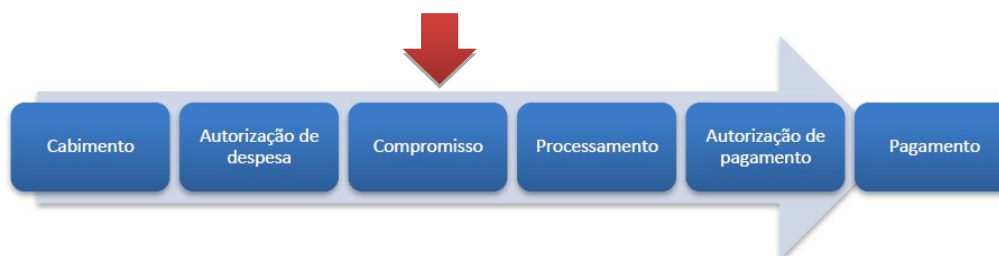 Cabimento
Autorização de
despesa
Compromisso
Processamento
Autorização de
pagamento
Pagamento